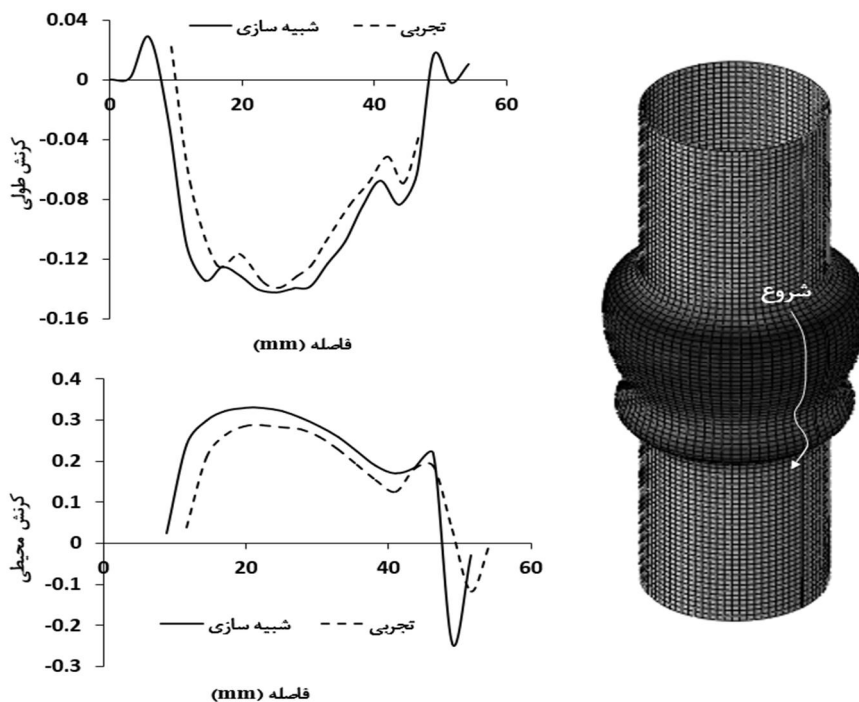 0.04
شبیه سازی تجربی
0
0 20 40 60
-0.04
-0.08
-0.12
-0.16
کرنش طولی
فاصله (mm)
شروع
0.4
0.3
0.2
0.1
0
0 20 40 60
-0.1
-0.2
-0.3
کرنش محیطی
شبیه سازی تجربی
فاصله (mm)